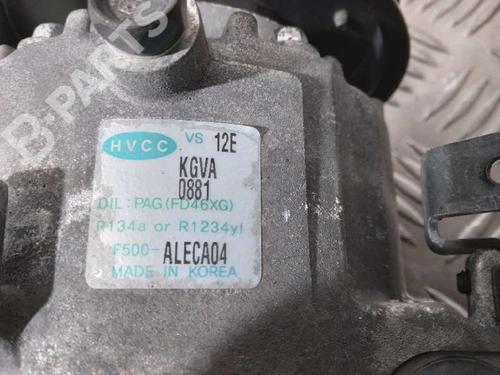 B-PARTS
HVCC VS 12E
KGVA
0881
OIL : PAG (FD46XG)
R134a or R1234yf
F500-ALECA04
MADE IN KOREA